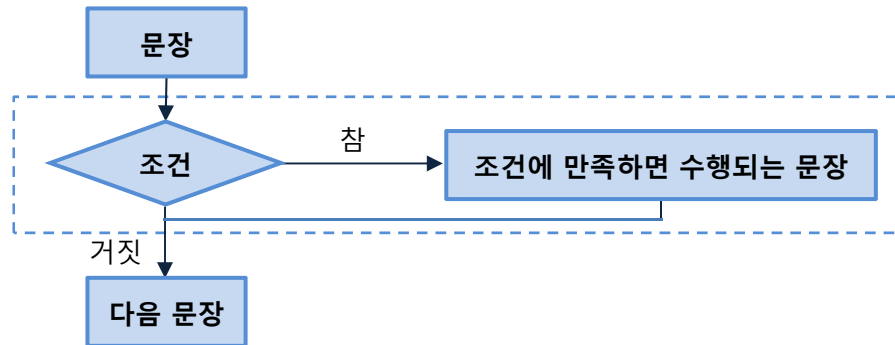 문장
조건
참
조건에 만족하면 수행되는 문장
거짓
다음 문장